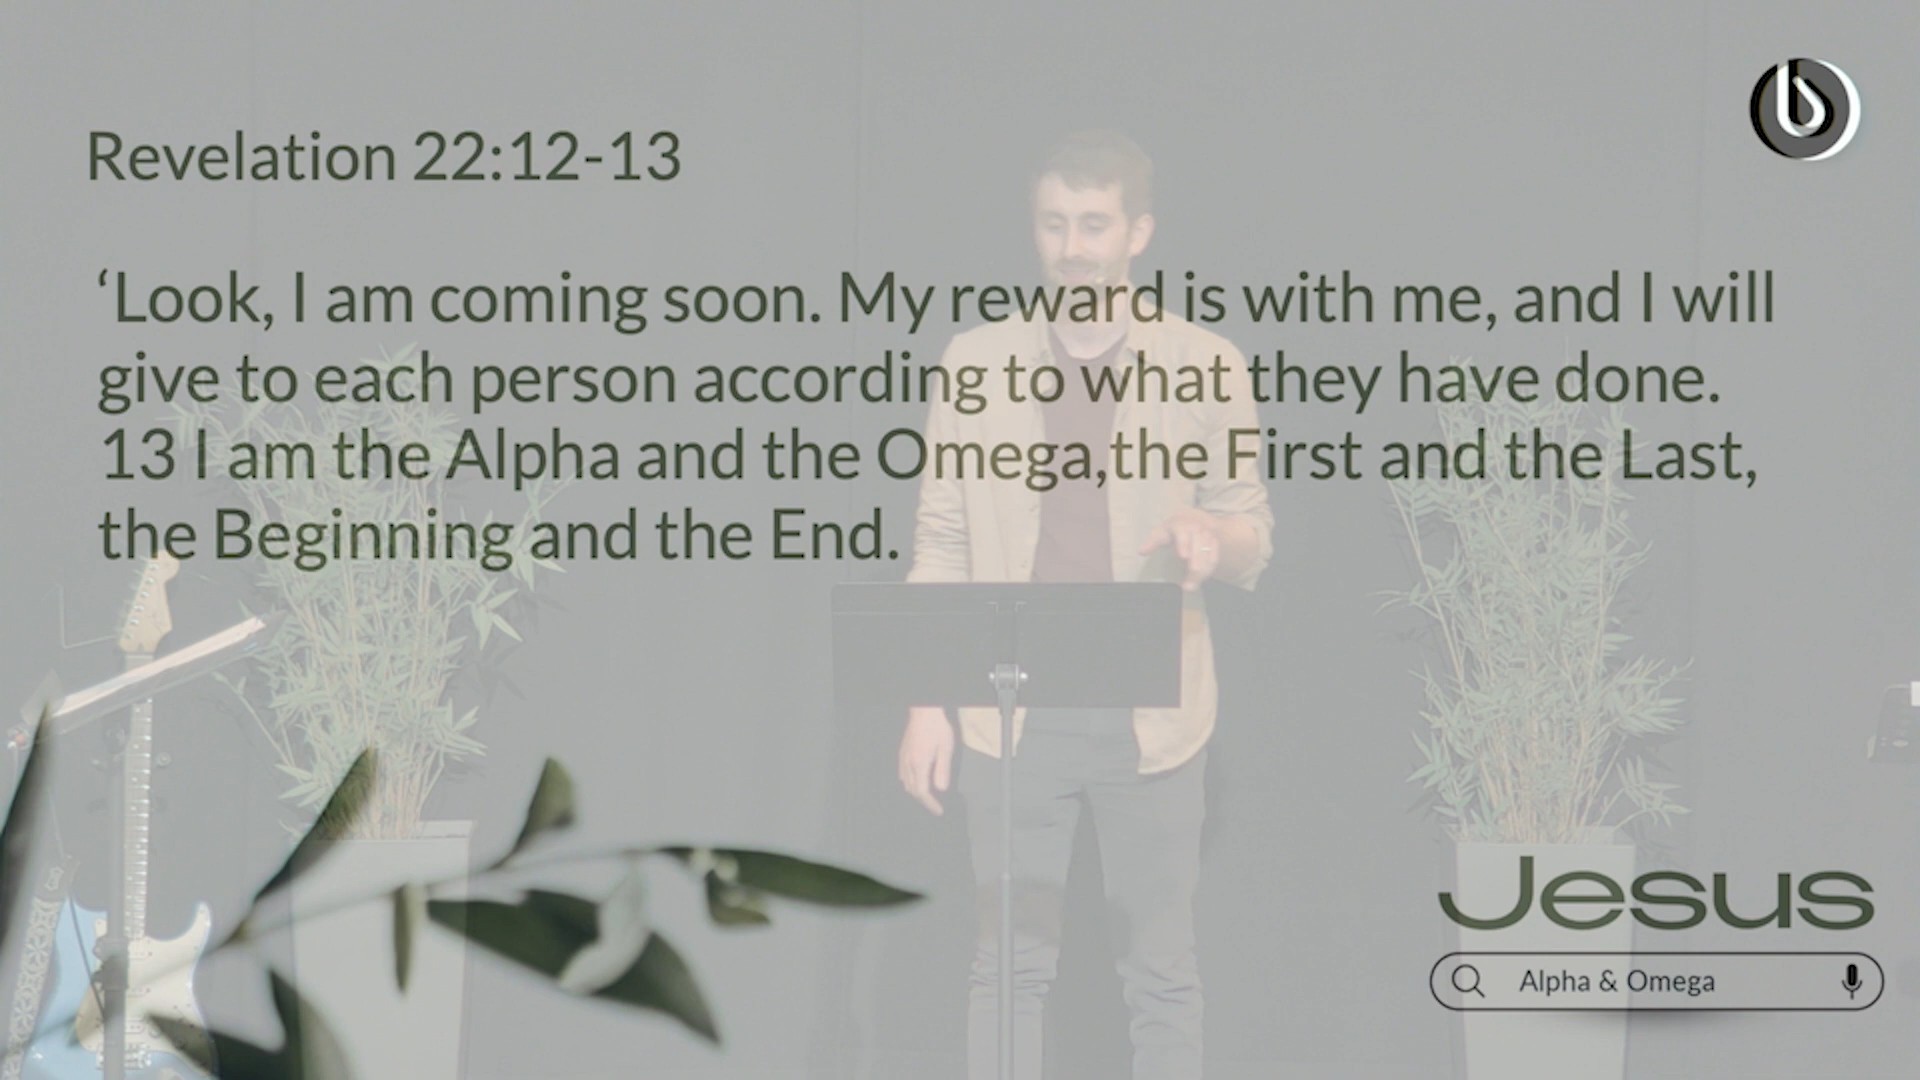 Revelation 22:12-13
‘Look, I am coming soon. My reward is with me, and I will
give to each person according to what they have done.
13 I am the Alpha and the Omega,the First and the Last,
the Beginning and the End.
Jesus
Alpha & Omega